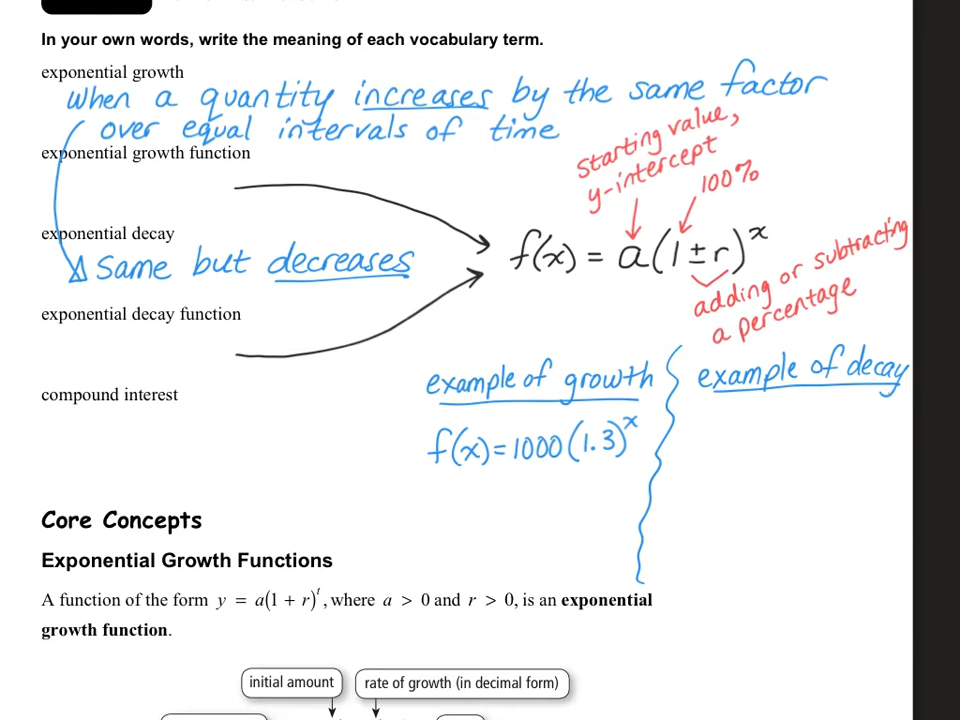 In your own words, write the meaning of each vocabulary term.
exponential growth
When a quantity increases by the same factor
over equal intervals of time
exponential growth function
starting value,
y-intercept
100%
exponential decay
Same but decreases
f(x) = a(1 ± r)^x
adding or subtracting
a percentage
exponential decay function
example of growth
example of decay
compound interest
f(x) = 1000(1.3)^x
Core Concepts
Exponential Growth Functions
A function of the form y = a(1 + r)^t, where a > 0 and r > 0, is an exponential
growth function.
initial amount
rate of growth (in decimal form)